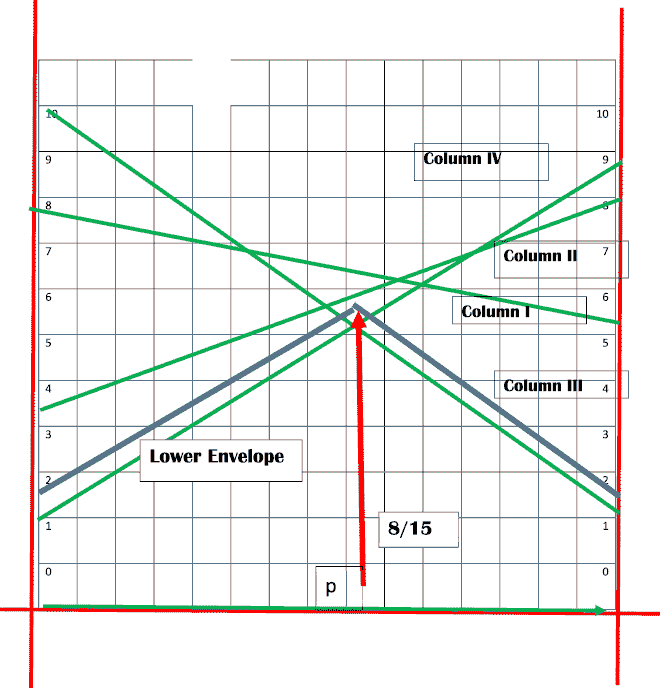 10 10
Column IV
9 9
8 8
7 Column II 7
6 Column I 6
5 5
4 Column III 4
3 3
Lower Envelope
2 2
8/15
1 1
0 0
p